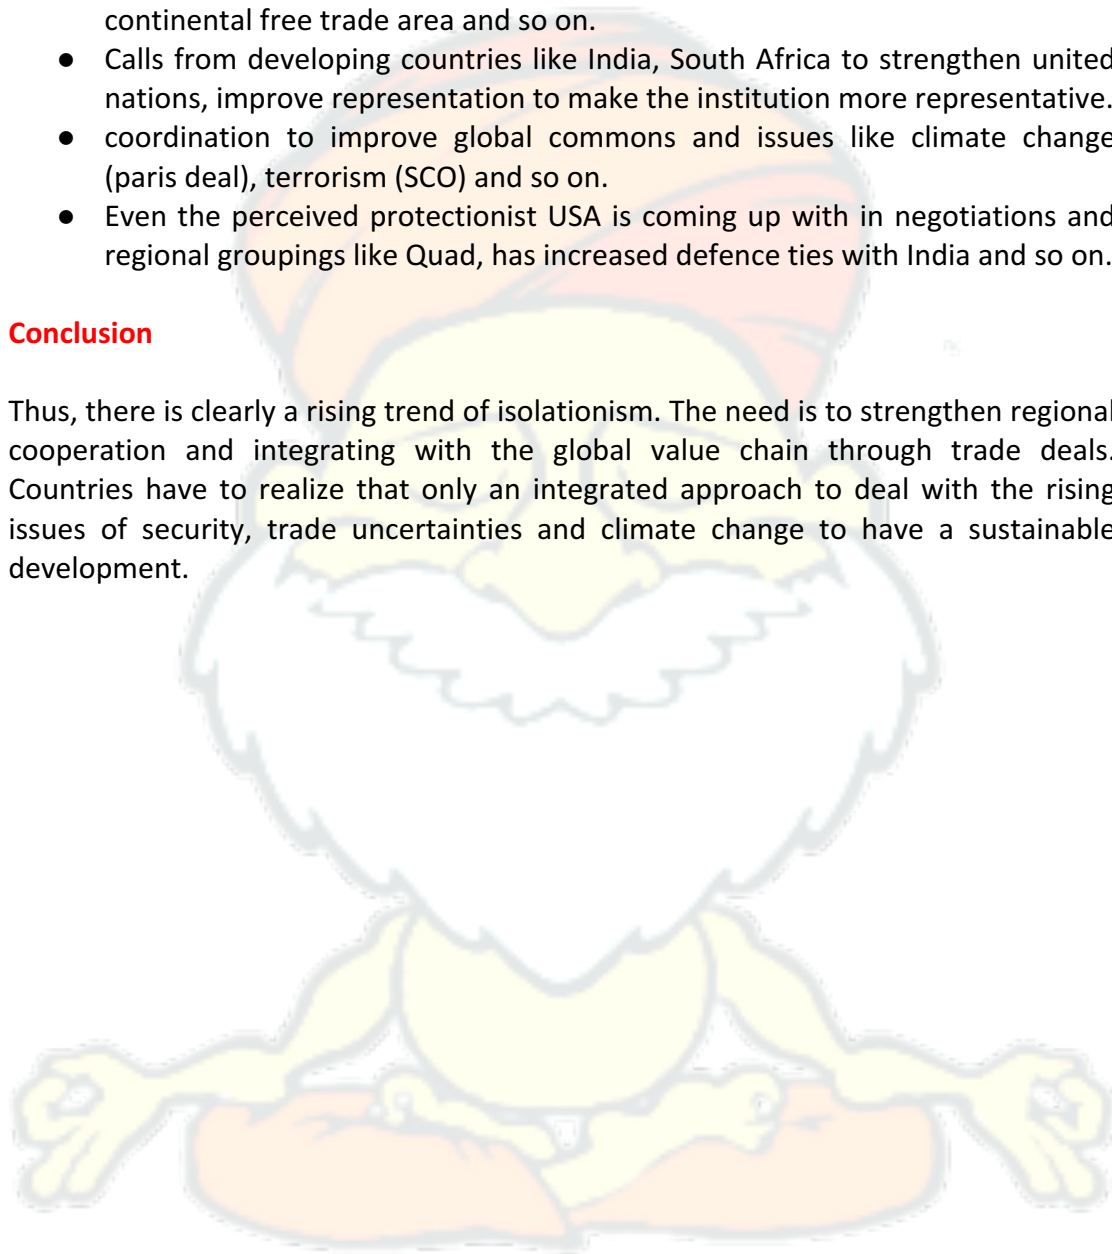 continental free trade area and so on.
● Calls from developing countries like India, South Africa to strengthen united
nations, improve representation to make the institution more representative.
● coordination to improve global commons and issues like climate change
(paris deal), terrorism (SCO) and so on.
● Even the perceived protectionist USA is coming up with in negotiations and
regional groupings like Quad, has increased defence ties with India and so on.
Conclusion
Thus, there is clearly a rising trend of isolationism. The need is to strengthen regional
cooperation and integrating with the global value chain through trade deals.
Countries have to realize that only an integrated approach to deal with the rising
issues of security, trade uncertainties and climate change to have a sustainable
development.